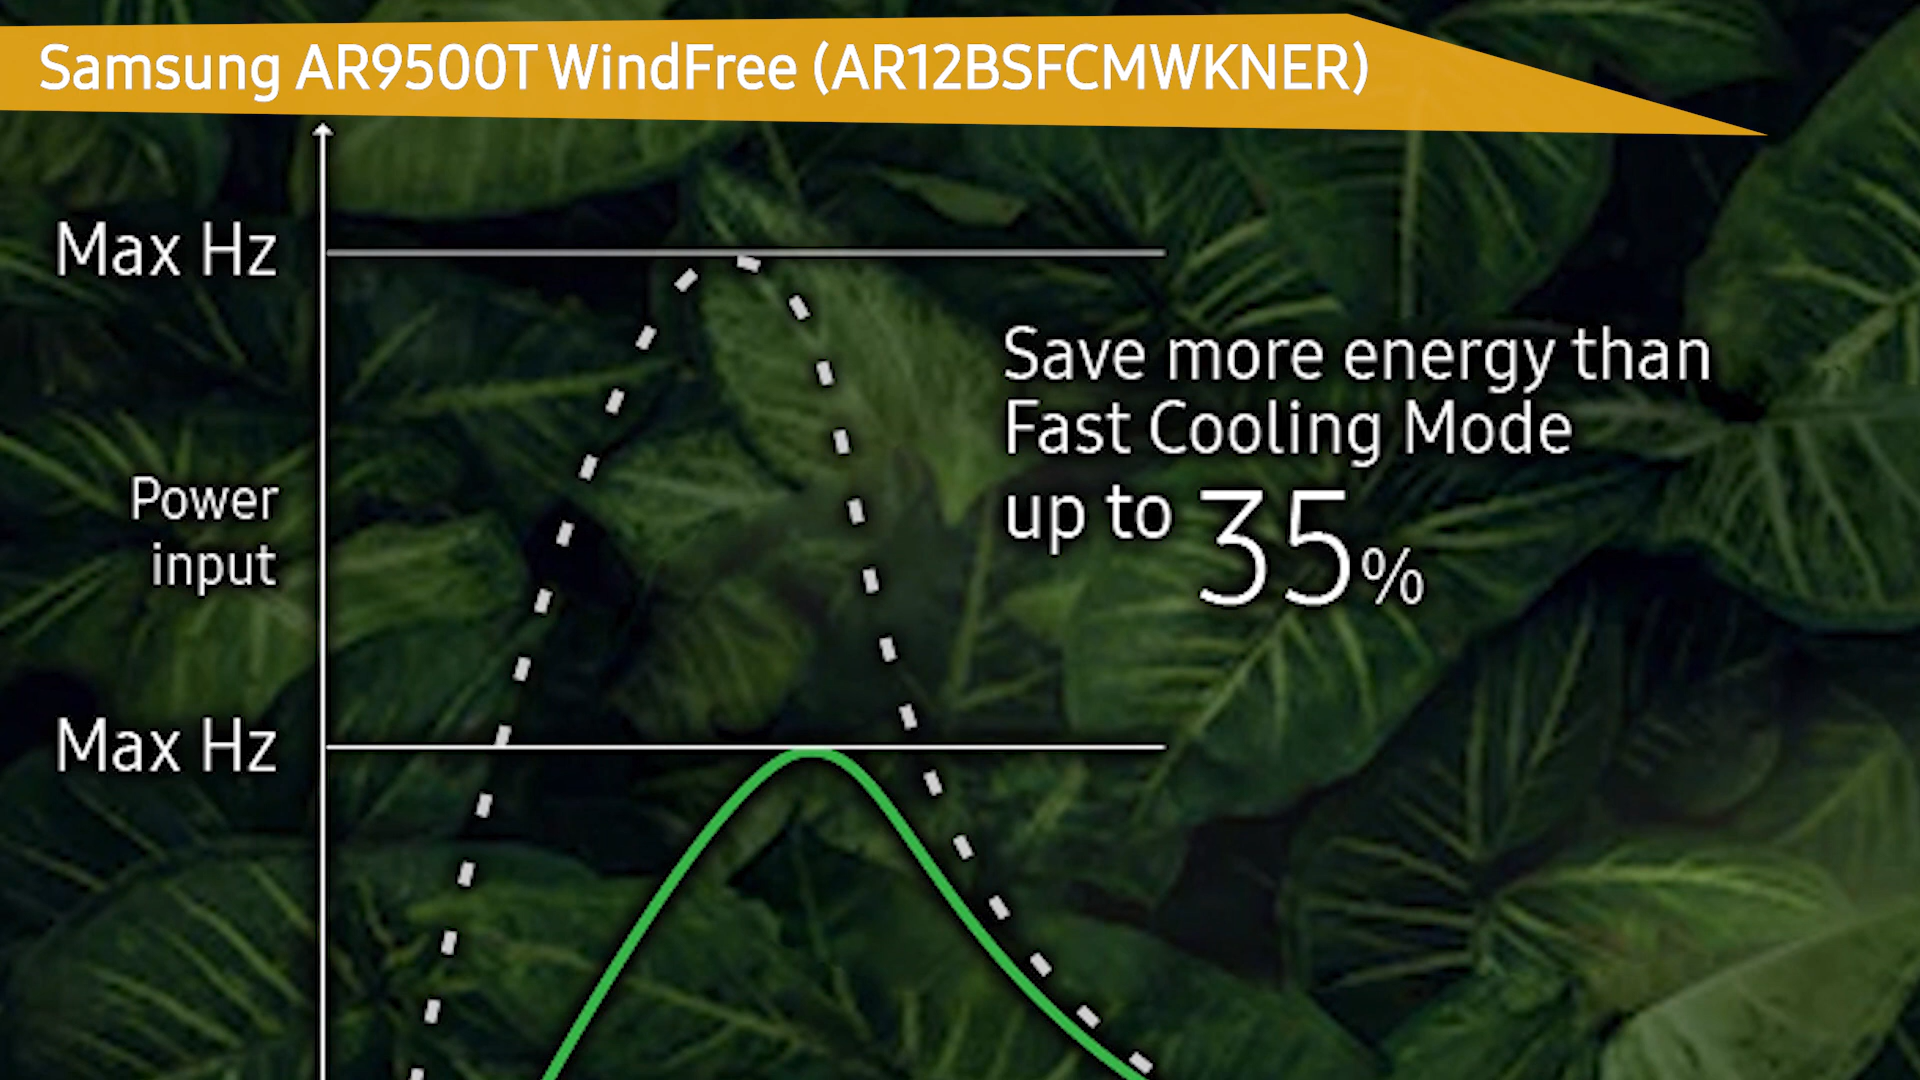 Samsung AR9500T WindFree (AR12BSFCMWKNER)
Max Hz
Save more energy than
Fast Cooling Mode
up to 35%
Power
input
Max Hz